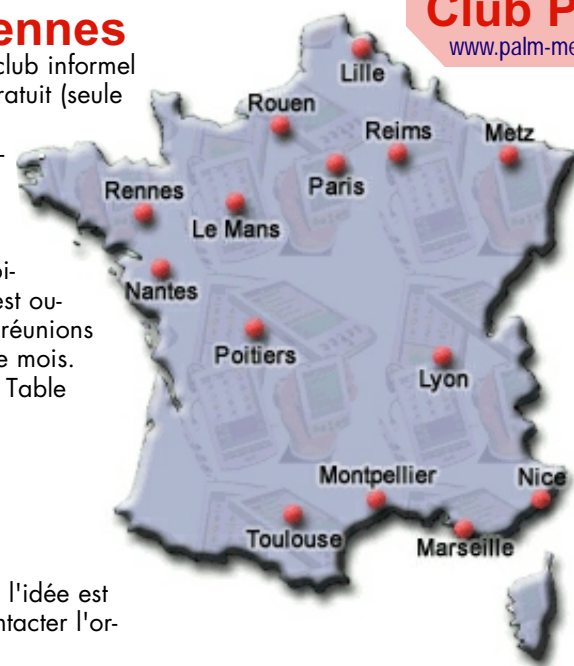 ennes
club informel
ratuit (seule
-
oi-
est ou-
réunions
e mois.
Table
l'idée est
ntacter l'or-
Club P
www.palm-me
Lille
Rouen
Reims
Metz
Paris
Rennes
Le Mans
Nantes
Poitiers
Lyon
Montpellier
Nice
Toulouse
Marseille